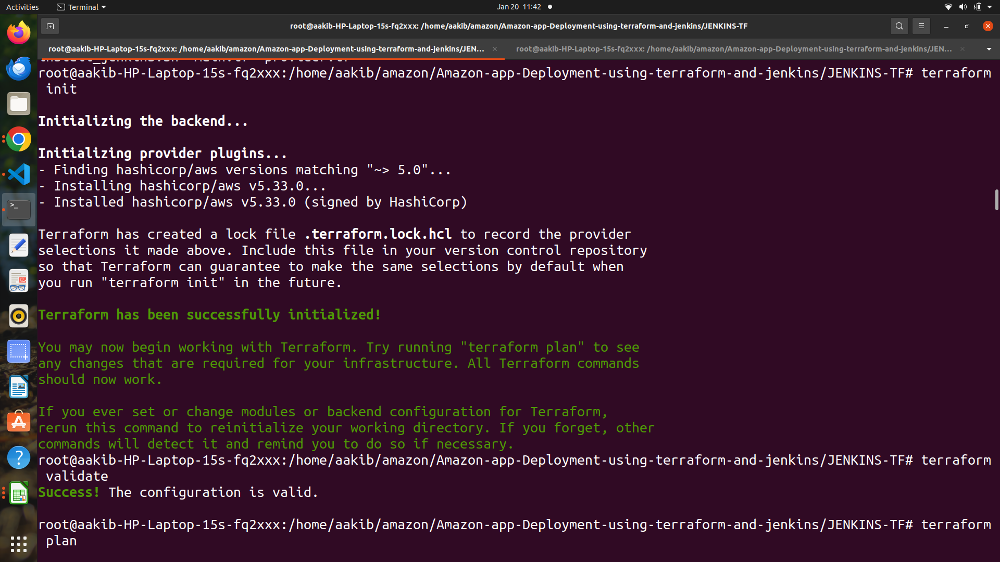 Activities
Terminal
Jan 20 11:42
root@aakib-HP-Laptop-15s-fq2xxx: /home/aakib/amazon/Amazon-app-Deployment-using-terraform-and-jenkins/JENKINS-TF
root@aakib-HP-Laptop-15s-fq2xxx: /home/aakib/amazon/Amazon-app-Deployment-using-terraform-and-jenkins/JEN...
root@aakib-HP-Laptop-15s-fq2xxx: /home/aakib/amazon/Amazon-app-Deployment-using-terraform-and-jenkins/JEN...
root@aakib-HP-Laptop-15s-fq2xxx:/home/aakib/amazon/Amazon-app-Deployment-using-terraform-and-jenkins/JENKINS-TF# terraform
init
Initializing the backend...
Initializing provider plugins...
- Finding hashicorp/aws versions matching "~> 5.0"...
- Installing hashicorp/aws v5.33.0...
- Installed hashicorp/aws v5.33.0 (signed by HashiCorp)
Terraform has created a lock file .terraform.lock.hcl to record the provider
selections it made above. Include this file in your version control repository
so that Terraform can guarantee to make the same selections by default when
you run "terraform init" in the future.
Terraform has been successfully initialized!
You may now begin working with Terraform. Try running "terraform plan" to see
any changes that are required for your infrastructure. All Terraform commands
should now work.
If you ever set or change modules or backend configuration for Terraform,
rerun this command to reinitialize your working directory. If you forget, other
commands will detect it and remind you to do so if necessary.
root@aakib-HP-Laptop-15s-fq2xxx:/home/aakib/amazon/Amazon-app-Deployment-using-terraform-and-jenkins/JENKINS-TF# terraform
validate
Success! The configuration is valid.
root@aakib-HP-Laptop-15s-fq2xxx:/home/aakib/amazon/Amazon-app-Deployment-using-terraform-and-jenkins/JENKINS-TF# terraform
plan